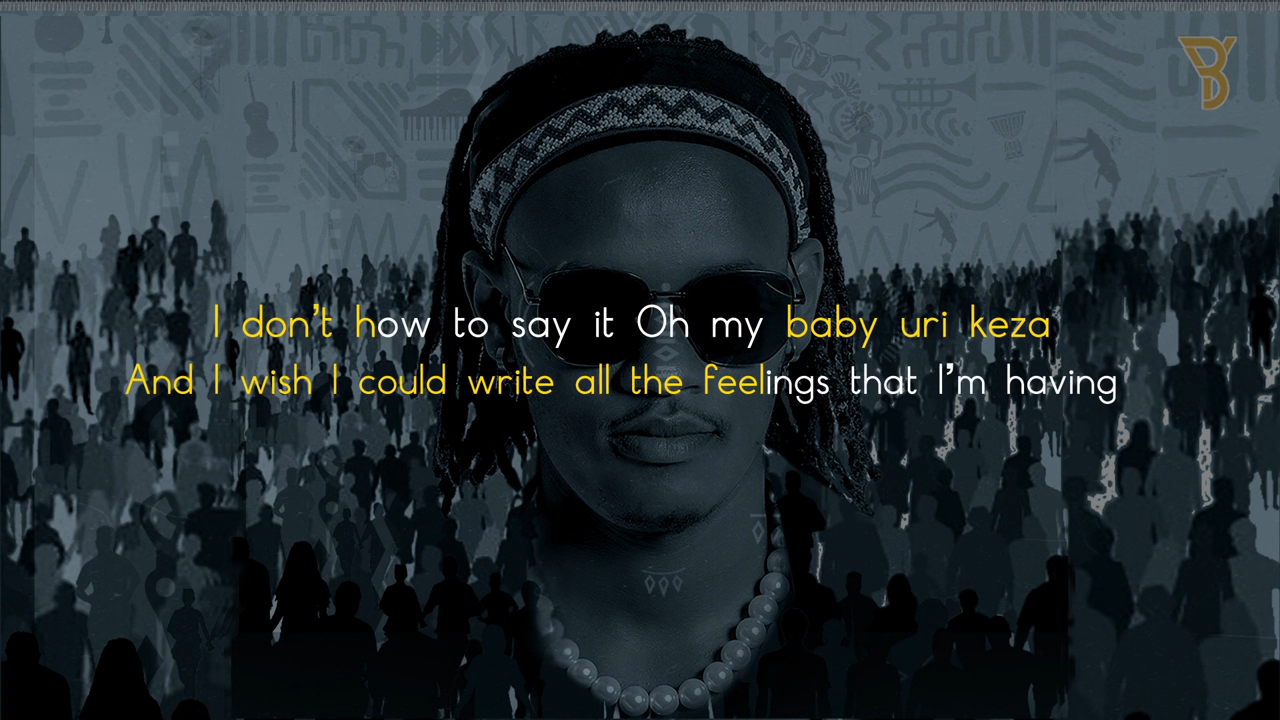 I don't how to say it Oh my baby uri keza
And I wish I could write all the feelings that I'm having